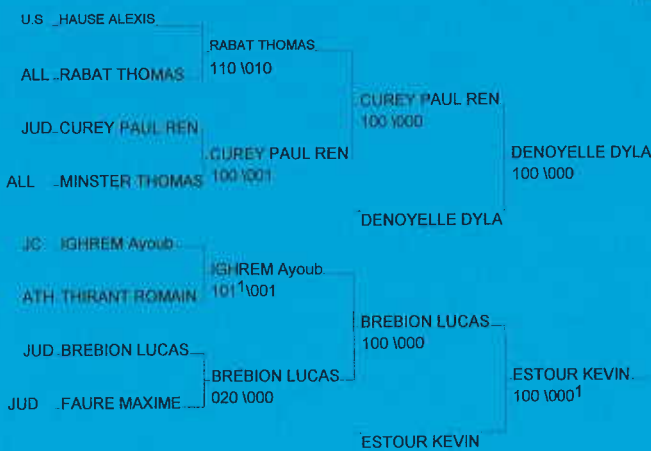 U.S HAUSE ALEXIS
RABAT THOMAS
110 \010
ALL RABAT THOMAS
CUREY PAUL REN
100 \000
JUD CUREY PAUL REN
CUREY PAUL REN
100 \001
DENOYELLE DYLA
100 \000
ALL MINSTER THOMAS
DENOYELLE DYLA
JC IGHREM Ayoub
IGHREM Ayoub
101¹\001
ATH THIRANT ROMAIN
BREBION LUCAS
100 \000
JUD BREBION LUCAS
BREBION LUCAS
020 \000
ESTOUR KEVIN
100 \000¹
JUD FAURE MAXIME
ESTOUR KEVIN